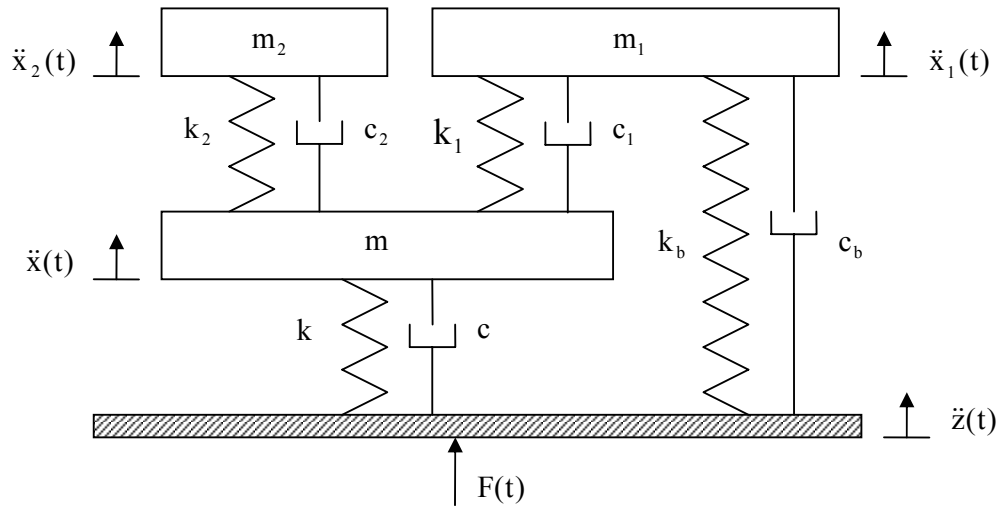 m₂
m₁
ẍ₂(t)
ẍ₁(t)
k₂
c₂
k₁
c₁
m
k_b
c_b
ẍ(t)
k
c
z̈(t)
F(t)